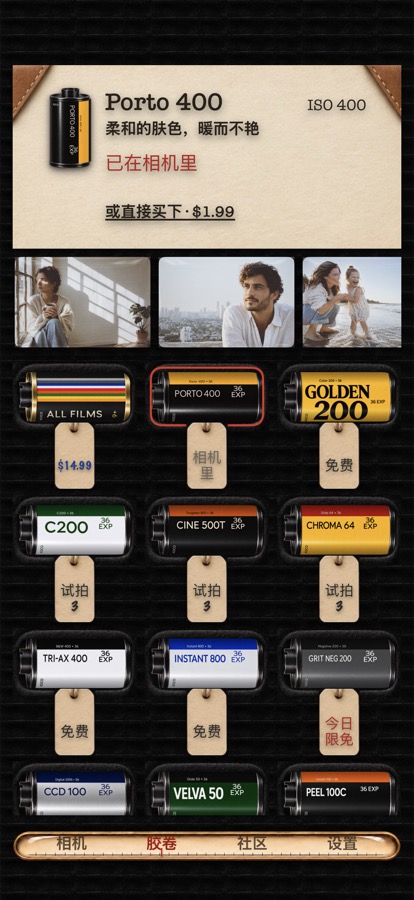 Porto 400
ISO 400
柔和的肤色，暖而不艳
已在相机里
或直接买下 · $1.99
PORTO 400
ALL FILMS
PORTO 400
36
EXP
GOLDEN
200
36 EXP
$14.99
相机
里
免费
C200
36
EXP
CINE 500T
36
EXP
CHROMA 64
36
EXP
试拍
3
试拍
3
试拍
3
TRI-AX 400
36
EXP
INSTANT 800
36
EXP
GRIT NEG 200
36
EXP
免费
免费
今日
限免
CCD 100
36
EXP
VELVA 50
36
EXP
PEEL 100C
36 EXP
相机
胶卷
社区
设置